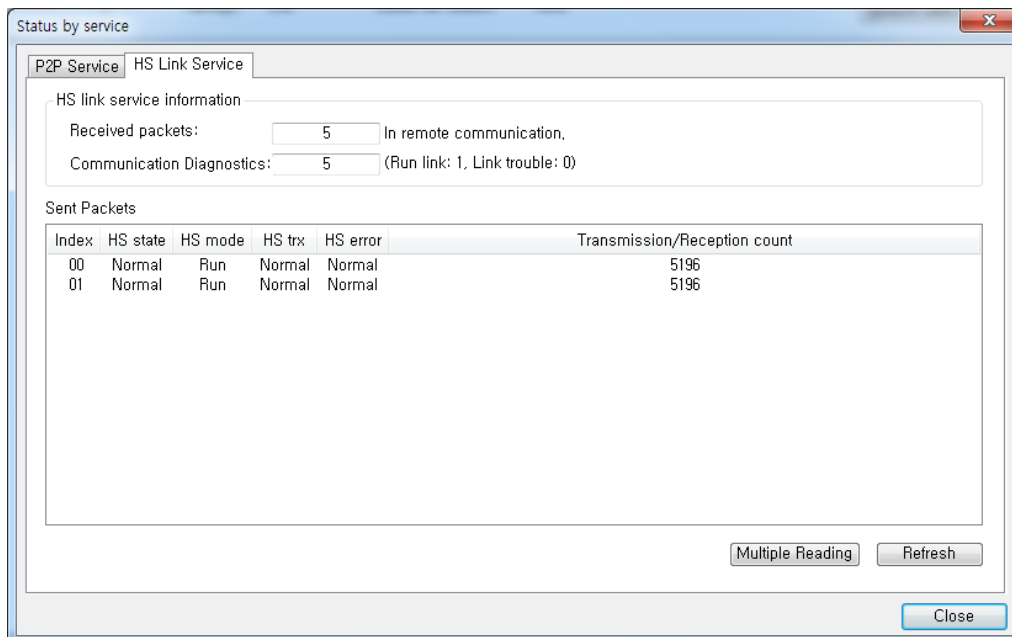 Status by service
P2P Service HS Link Service
HS link service information
Received packets: 5 In remote communication,
Communication Diagnostics: 5 (Run link: 1, Link trouble: 0)
Sent Packets
Index HS state HS mode HS trx HS error Transmission/Reception count
00 Normal Run Normal Normal 5196
01 Normal Run Normal Normal 5196
Multiple Reading Refresh
Close